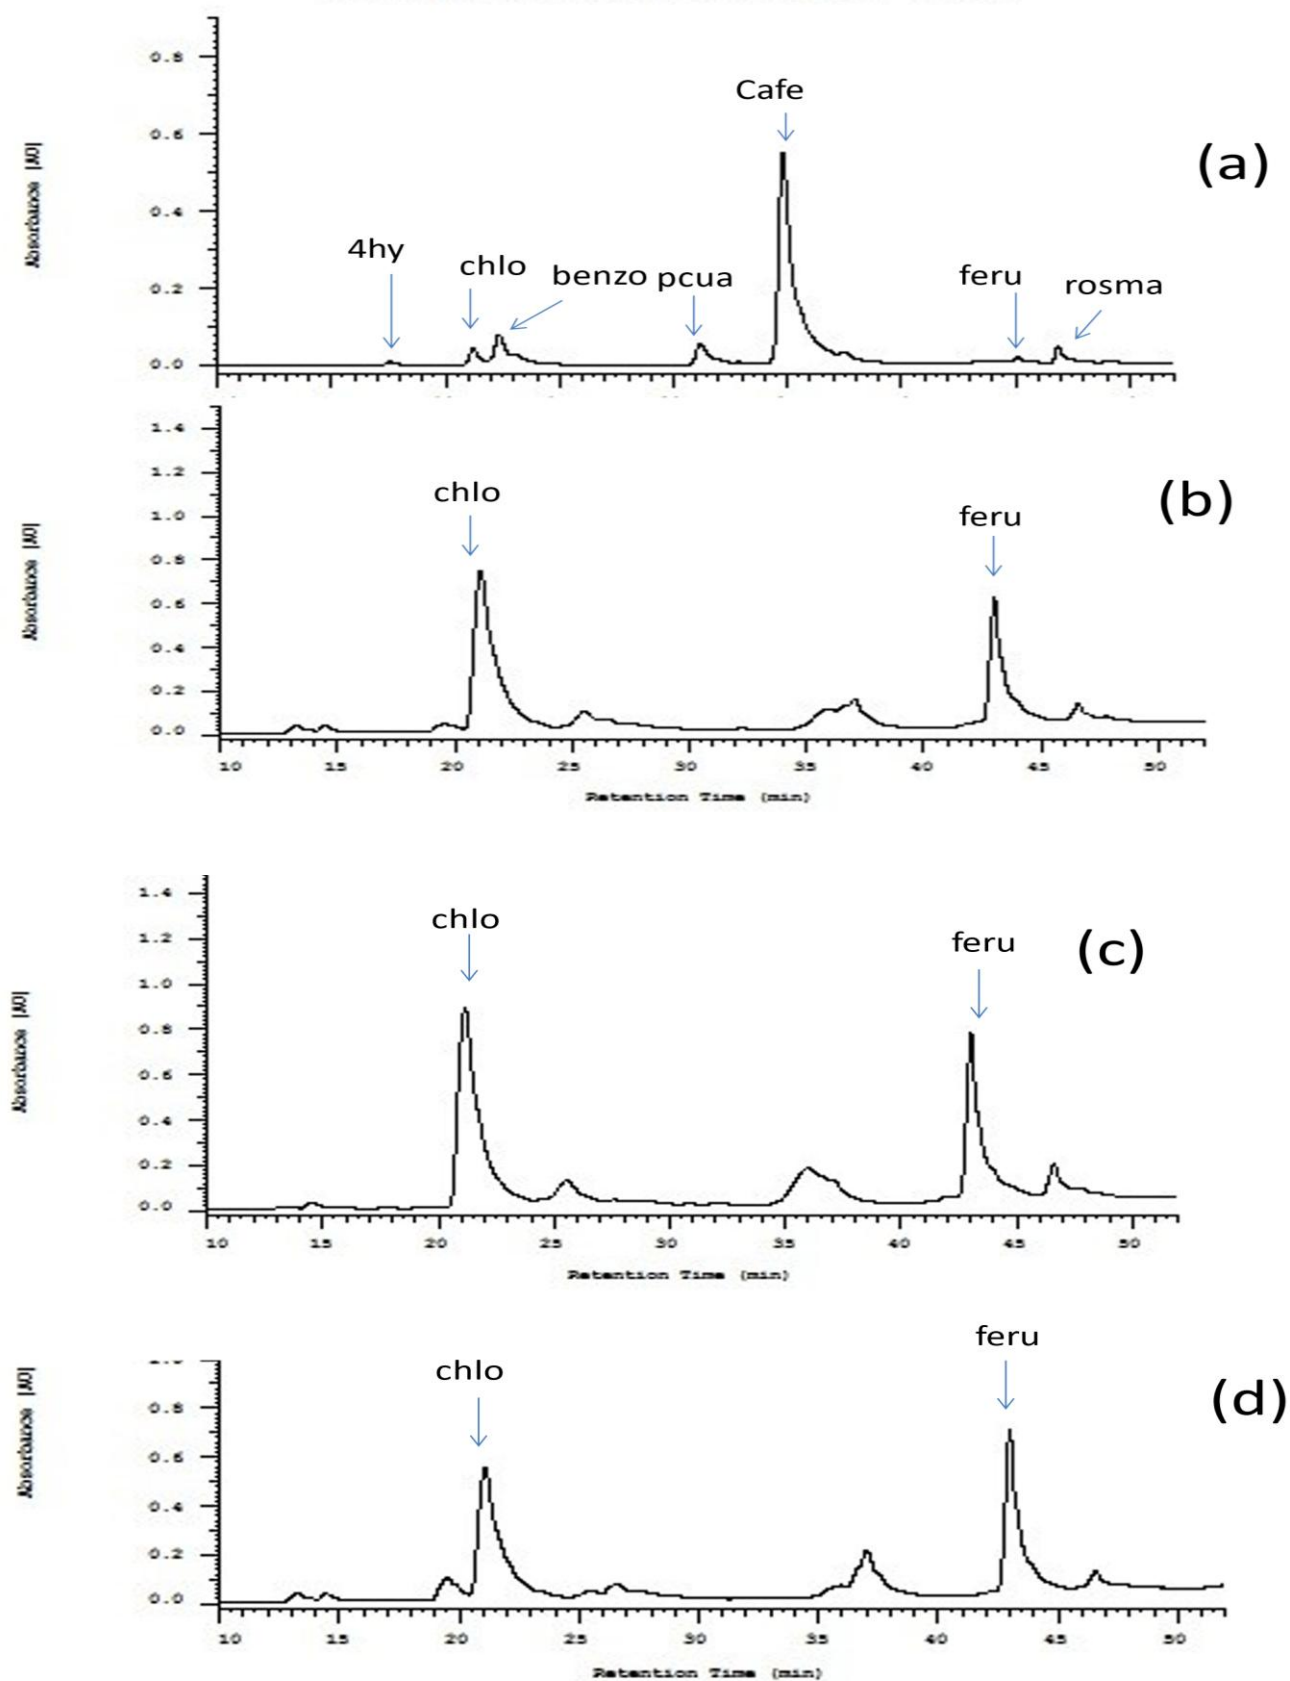 Cafe
(a)
4hy
chlo
benzo
pcua
feru
rosma
Absorbance [AU]
0.8
0.6
0.4
0.2
0.0
chlo
feru
(b)
Absorbance [AU]
1.4
1.2
1.0
0.8
0.6
0.4
0.2
0.0
10 15 20 25 30 35 40 45 50
Retention Time (min)
chlo
feru
(c)
Absorbance [AU]
1.4
1.2
1.0
0.8
0.6
0.4
0.2
0.0
10 15 20 25 30 35 40 45 50
Retention Time (min)
chlo
feru
(d)
Absorbance [AU]
0.8
0.6
0.4
0.2
0.0
10 15 20 25 30 35 40 45 50
Retention Time (min)